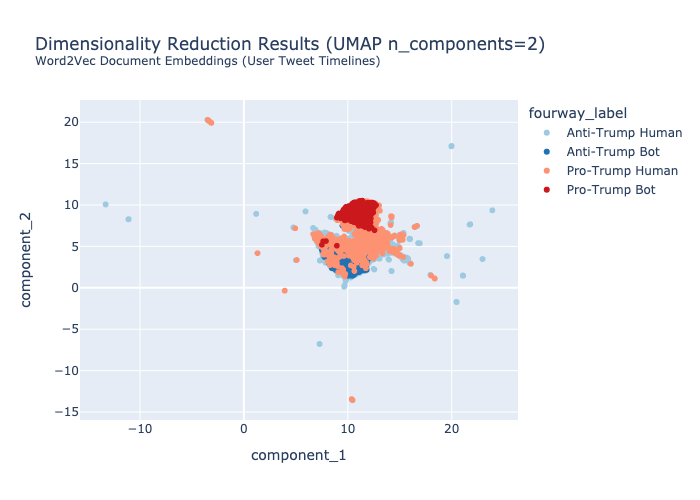 Dimensionality Reduction Results (UMAP n_components=2)
Word2Vec Document Embeddings (User Tweet Timelines)
fourway_label
Anti-Trump Human
Anti-Trump Bot
Pro-Trump Human
Pro-Trump Bot
component_2
20
15
10
5
0
−5
−10
−15
−10
0
10
20
component_1